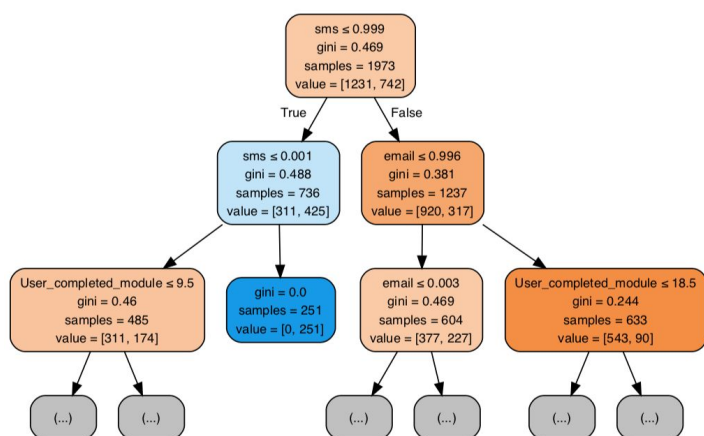 sms ≤ 0.999
gini = 0.469
samples = 1973
value = [1231, 742]
True
False
sms ≤ 0.001
gini = 0.488
samples = 736
value = [311, 425]
email ≤ 0.996
gini = 0.381
samples = 1237
value = [920, 317]
User_completed_module ≤ 9.5
gini = 0.46
samples = 485
value = [311, 174]
gini = 0.0
samples = 251
value = [0, 251]
email ≤ 0.003
gini = 0.469
samples = 604
value = [377, 227]
User_completed_module ≤ 18.5
gini = 0.244
samples = 633
value = [543, 90]
(...)
(...)
(...)
(...)
(...)
(...)